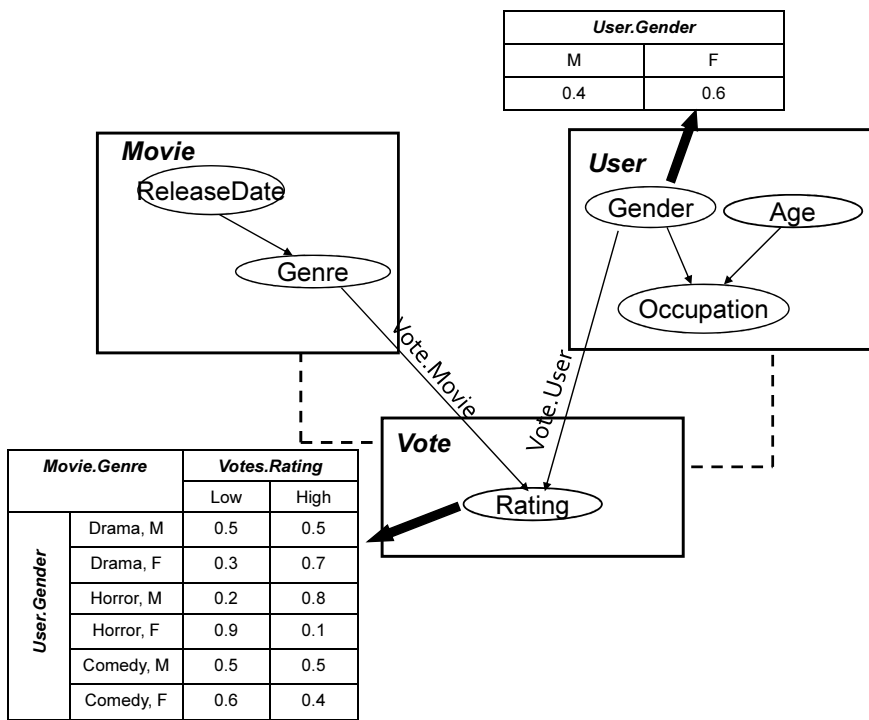 User.Gender
M F
0.4 0.6
Movie
ReleaseDate
Genre
User
Gender
Age
Occupation
Vote.Movie
Vote.User
Vote
Rating
Movie.Genre Votes.Rating
Low High
User.Gender
Drama, M 0.5 0.5
Drama, F 0.3 0.7
Horror, M 0.2 0.8
Horror, F 0.9 0.1
Comedy, M 0.5 0.5
Comedy, F 0.6 0.4